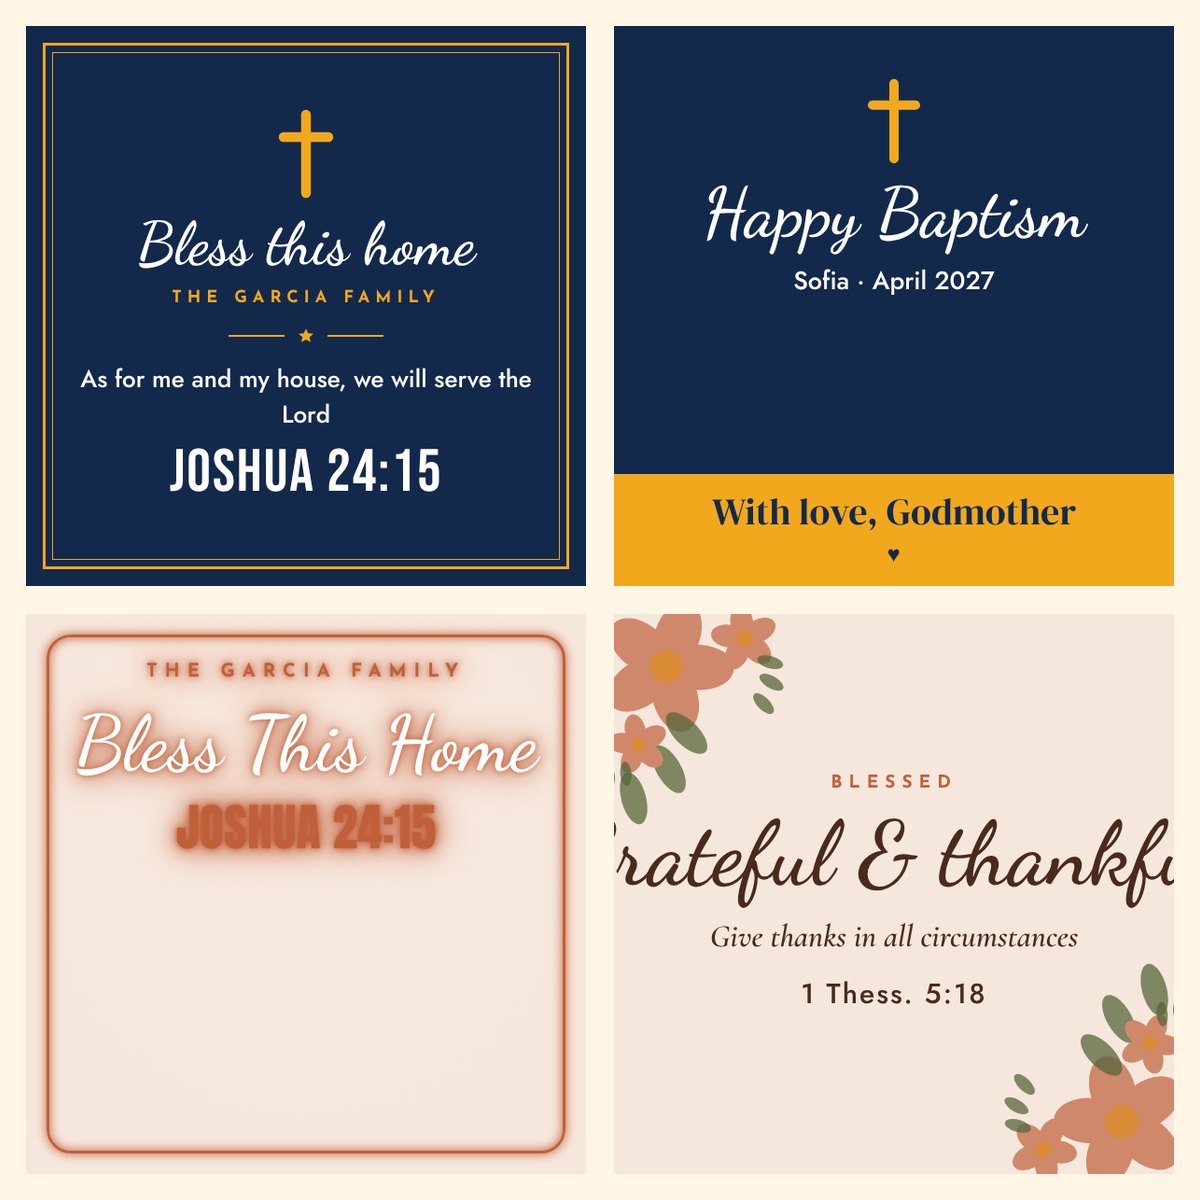 Bless this home
THE GARCIA FAMILY
As for me and my house, we will serve the
Lord
JOSHUA 24:15
Happy Baptism
Sofia · April 2027
With love, Godmother
♥
THE GARCIA FAMILY
Bless This Home
JOSHUA 24:15
BLESSED
rateful & thankfu
Give thanks in all circumstances
1 Thess. 5:18